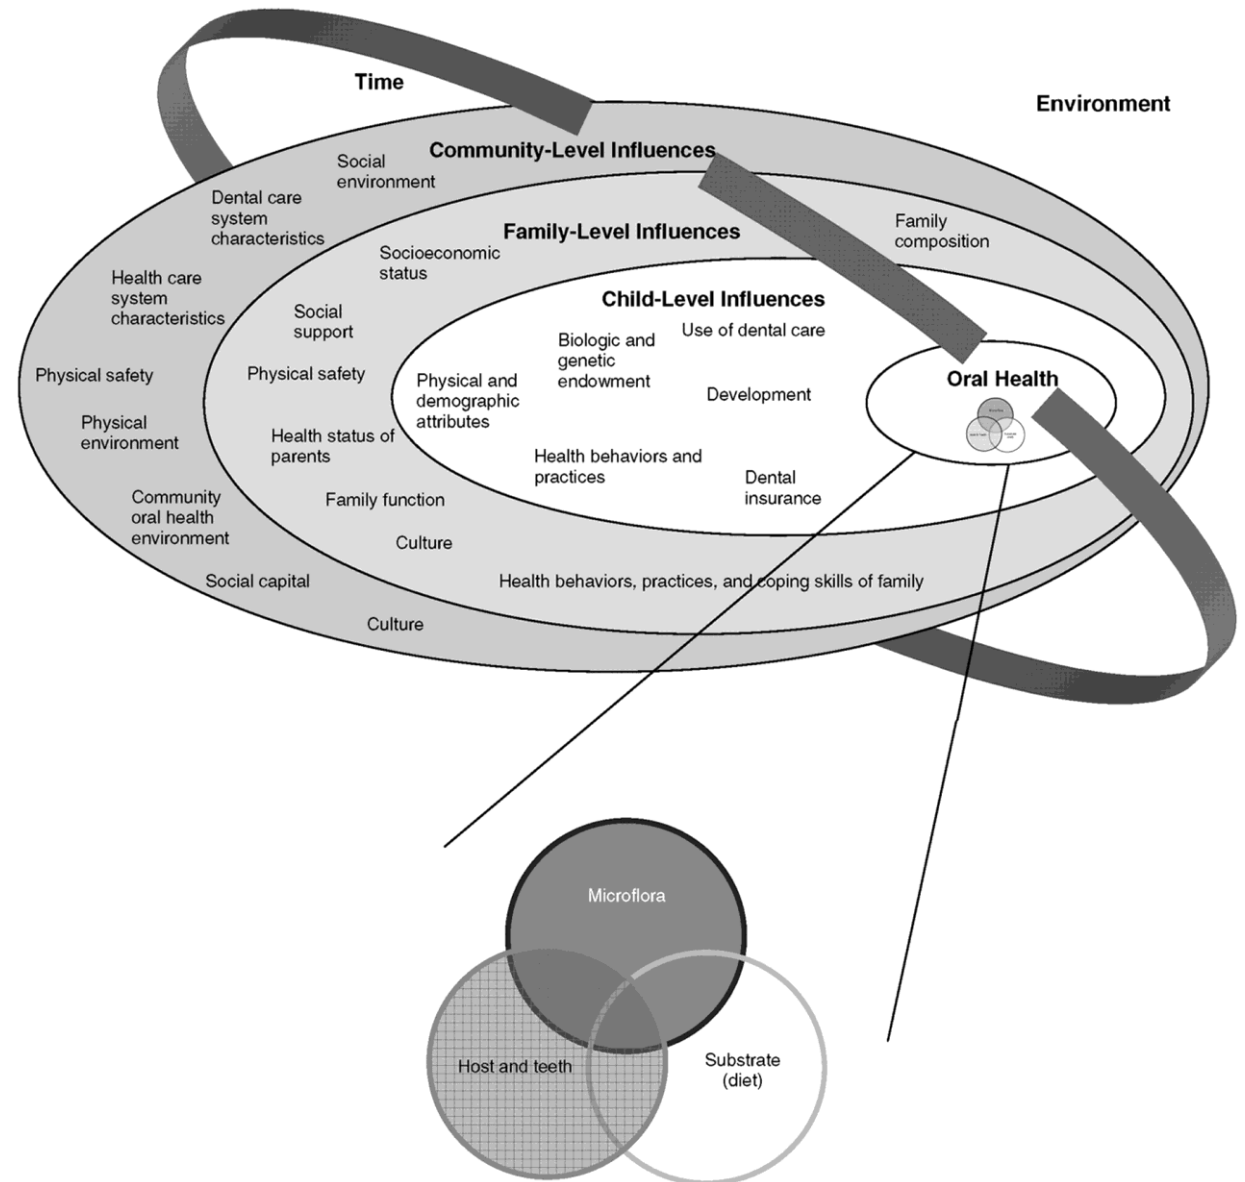 Time
Environment
Community-Level Influences
Social
environment
Dental care
system
characteristics
Health care
system
characteristics
Physical safety
Physical
environment
Community
oral health
environment
Social capital
Culture
Family-Level Influences
Family
composition
Socioeconomic
status
Social
support
Physical safety
Health status of
parents
Family function
Culture
Health behaviors, practices, and coping skills of family
Child-Level Influences
Use of dental care
Biologic and
genetic
endowment
Physical and
demographic
attributes
Development
Health behaviors and
practices
Dental
insurance
Oral Health
Microflora
Host and teeth
Substrate
(diet)